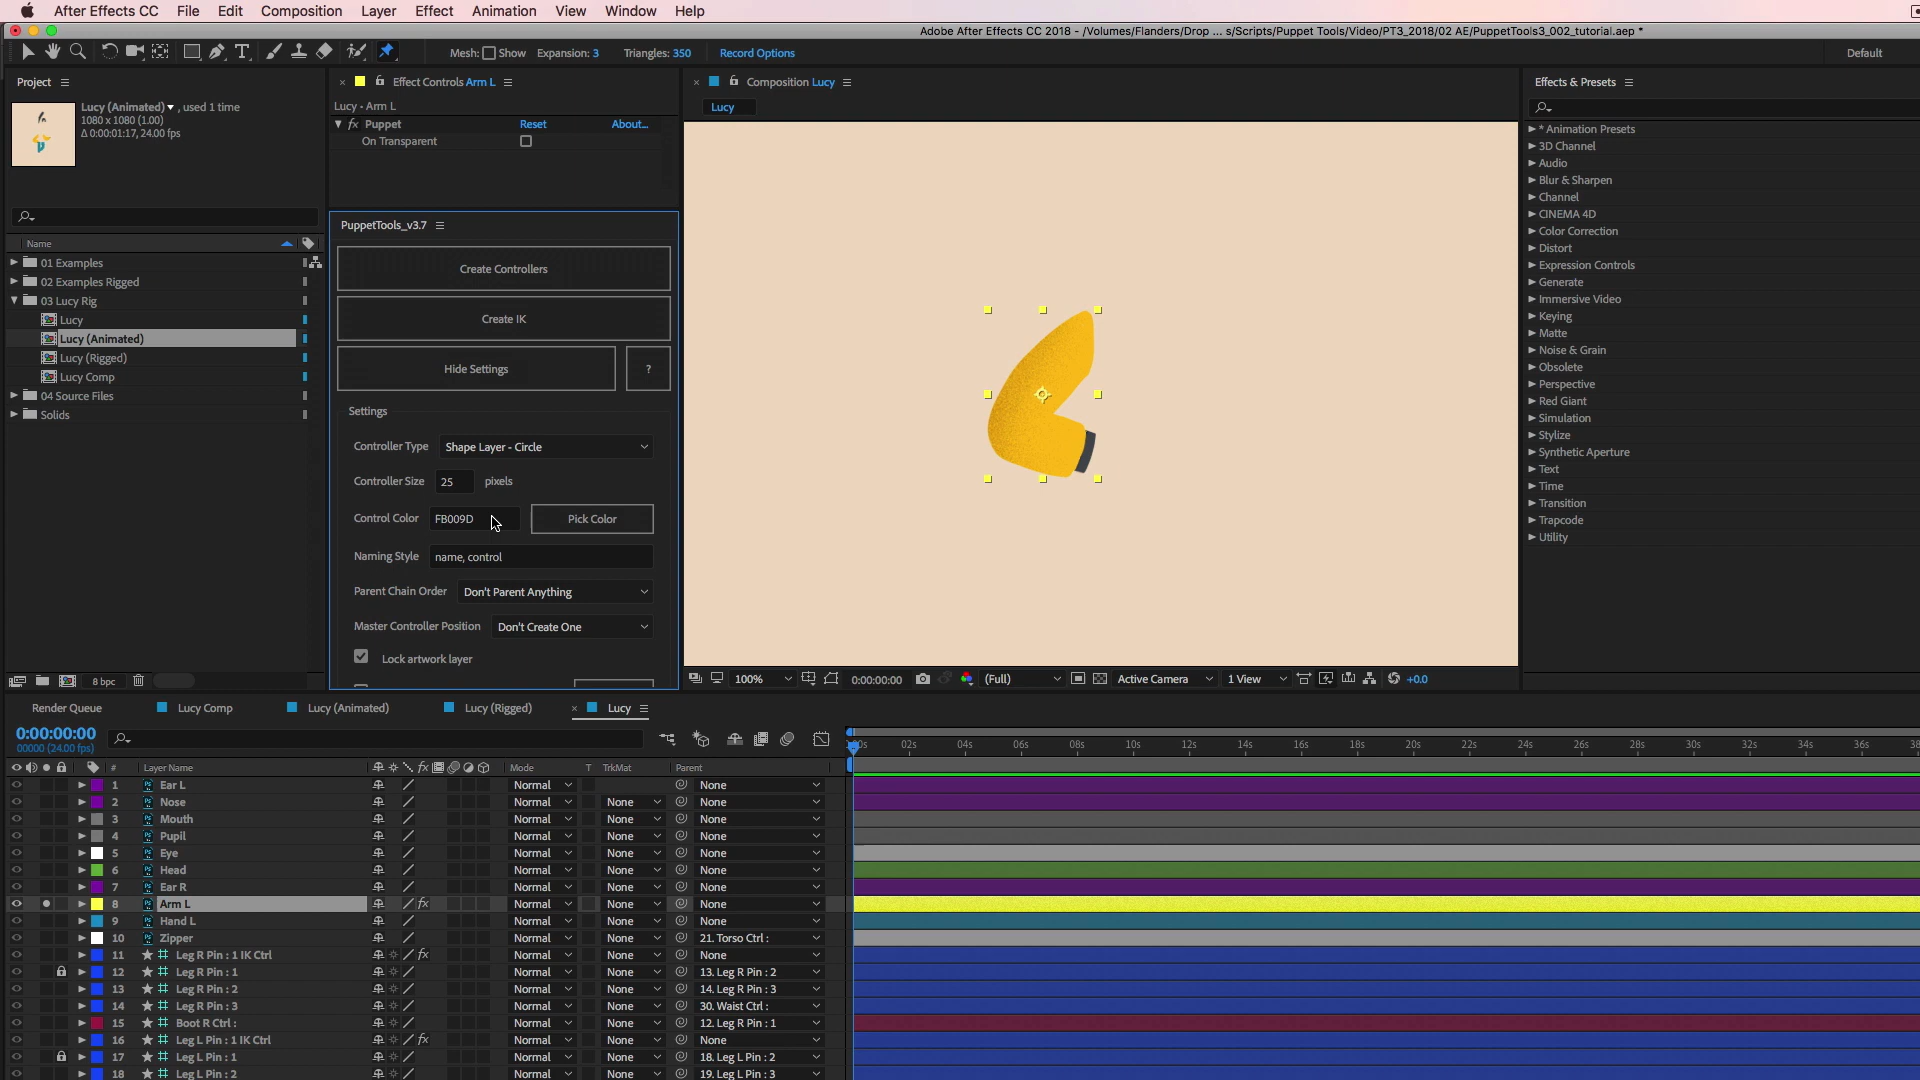 After Effects CC File Edit Composition Layer Effect Animation View Window Help
Adobe After Effects CC 2018 - /Volumes/Flanders/Drop ... s/Scripts/Puppet Tools/Video/PT3_2018/02 AE/PuppetTools3_002_tutorial.aep *
Mesh: Show Expansion: 3 Triangles: 350 Record Options Default
Project
Lucy (Animated) , used 1 time
1080 x 1080 (1.00)
Δ 0:00:01:17, 24.00 fps)
Name
01 Examples
02 Examples Rigged
03 Lucy Rig
Lucy
Lucy (Animated)
Lucy (Rigged)
Lucy Comp
04 Source Files
Solids
8 bpc
Effect Controls Arm L
Lucy - Arm L
fx Puppet Reset About...
On Transparent
PuppetTools_v3.7
Create Controllers
Create IK
Hide Settings ?
Settings
Controller Type Shape Layer - Circle
Controller Size 25 pixels
Control Color FB009D Pick Color
Naming Style name, control
Parent Chain Order Don't Parent Anything
Master Controller Position Don't Create One
Lock artwork layer
Composition Lucy
Lucy
100% 0:00:00:00 (Full) Active Camera 1 View +0.0
Effects & Presets
* Animation Presets
3D Channel
Audio
Blur & Sharpen
Channel
CINEMA 4D
Color Correction
Distort
Expression Controls
Generate
Immersive Video
Keying
Matte
Noise & Grain
Obsolete
Perspective
Red Giant
Simulation
Stylize
Synthetic Aperture
Text
Time
Transition
Trapcode
Utility
Render Queue Lucy Comp Lucy (Animated) Lucy (Rigged) Lucy
0:00:00:00
00000 (24.00 fps)
02s 04s 06s 08s 10s 12s 14s 16s 18s 20s 22s 24s 26s 28s 30s 32s 34s 36s 38
# Layer Name fx Mode T TrkMat Parent
1 Ear L Normal None
2 Nose Normal None None
3 Mouth Normal None None
4 Pupil Normal None None
5 Eye Normal None None
6 Head Normal None None
7 Ear R Normal None None
8 Arm L fx Normal None None
9 Hand L Normal None None
10 Zipper Normal None 21. Torso Ctrl :
11 Leg R Pin : 1 IK Ctrl fx Normal None None
12 Leg R Pin : 1 Normal None 13. Leg R Pin : 2
13 Leg R Pin : 2 Normal None 14. Leg R Pin : 3
14 Leg R Pin : 3 Normal None 30. Waist Ctrl :
15 Boot R Ctrl : Normal None 12. Leg R Pin : 1
16 Leg L Pin : 1 IK Ctrl fx Normal None None
17 Leg L Pin : 1 Normal None 18. Leg L Pin : 2
18 Leg L Pin : 2 Normal None 19. Leg L Pin : 3